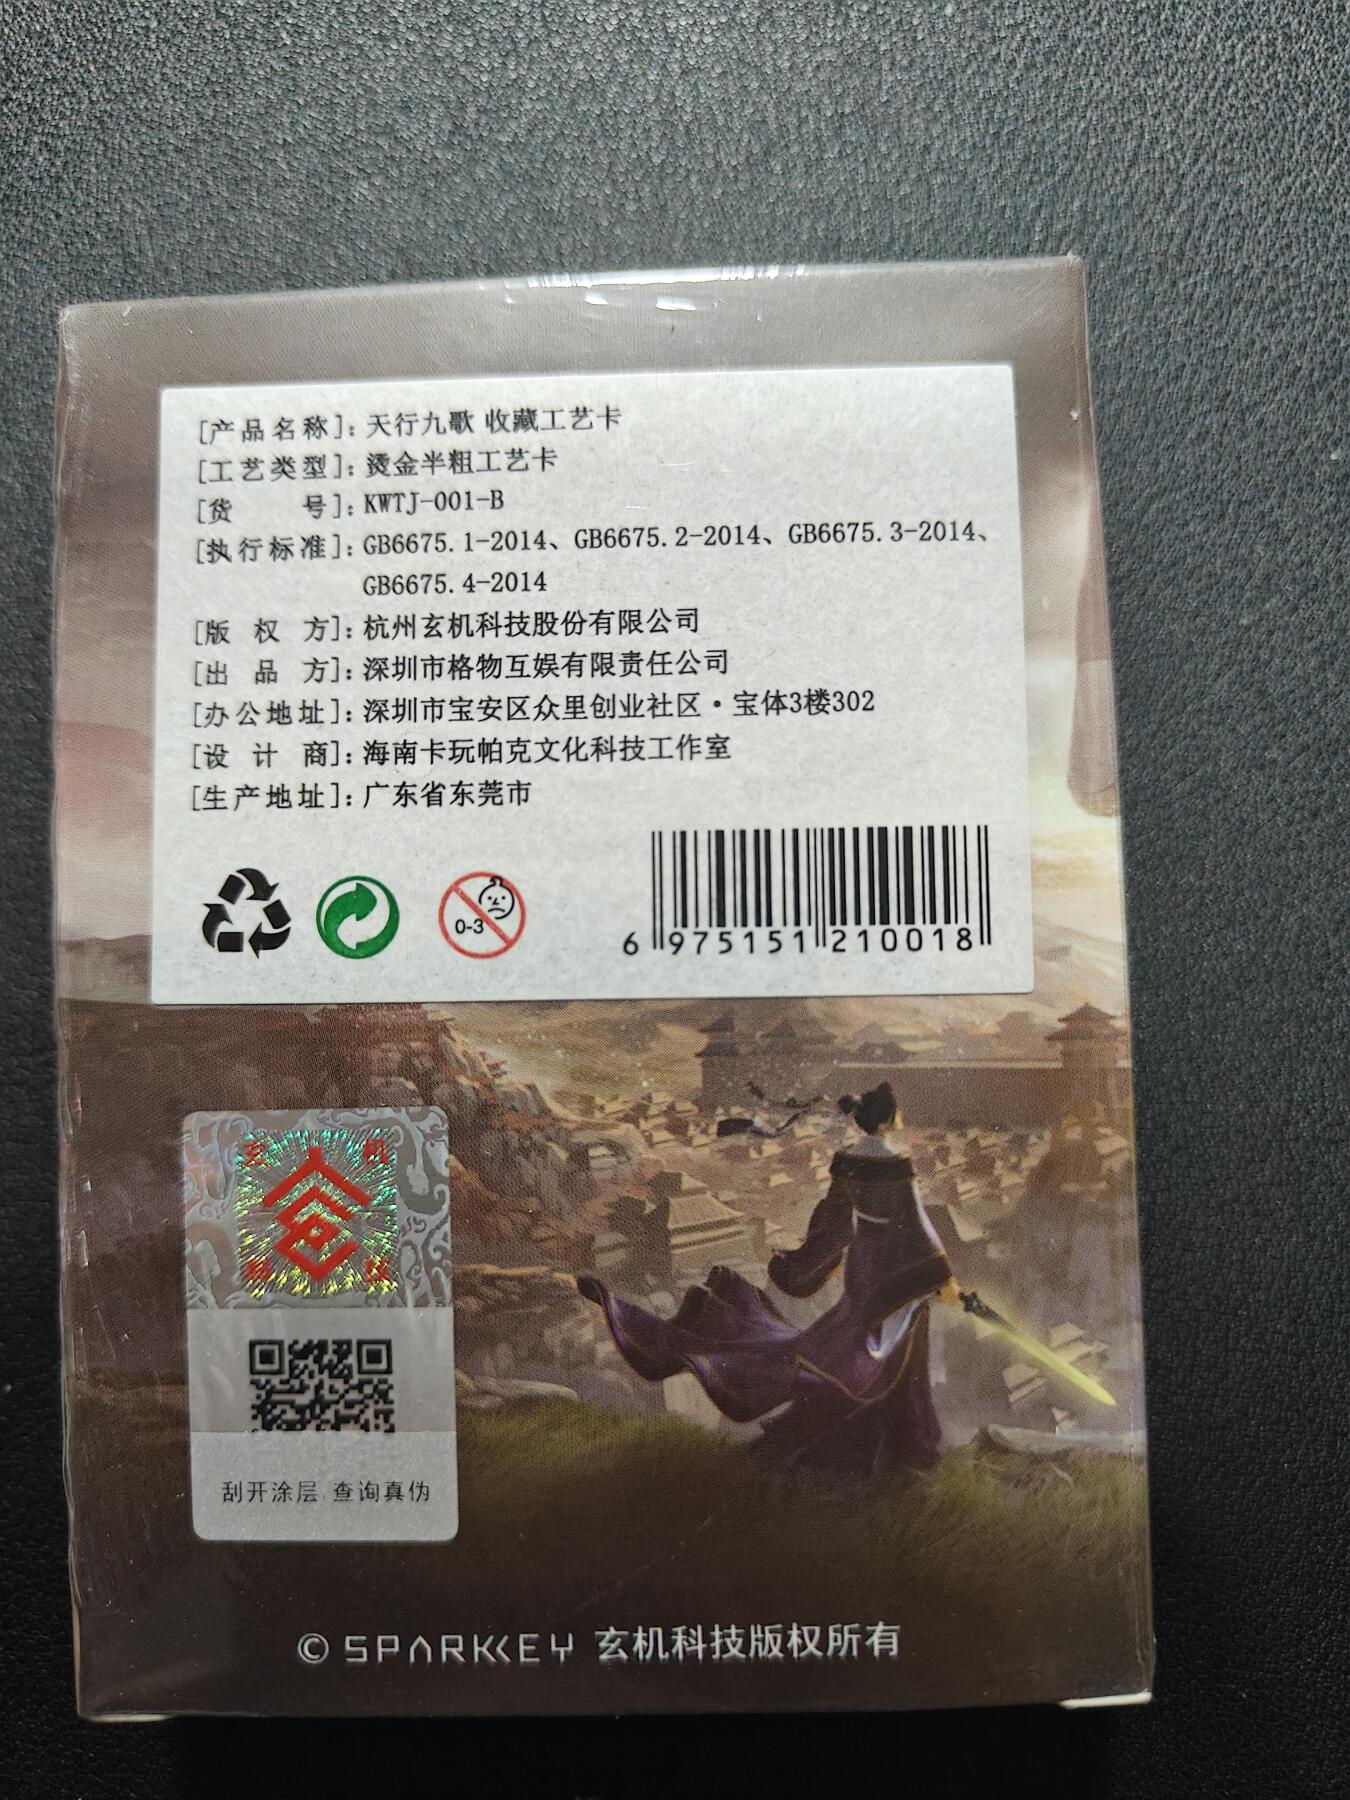 [产品名称]：天行九歌 收藏工艺卡
[工艺类型]：烫金半粗工艺卡
[货 号]：KWTJ-001-B
[执行标准]：GB6675.1-2014、GB6675.2-2014、GB6675.3-2014、
GB6675.4-2014
[版 权 方]：杭州玄机科技股份有限公司
[出 品 方]：深圳市格物互娱有限责任公司
[办公地址]：深圳市宝安区众里创业社区·宝体3楼302
[设 计 商]：海南卡玩帕克文化科技工作室
[生产地址]：广东省东莞市
0-3
6 975151 210018
玄 机
科 技
刮开涂层 查询真伪
© SPARKKEY 玄机科技版权所有